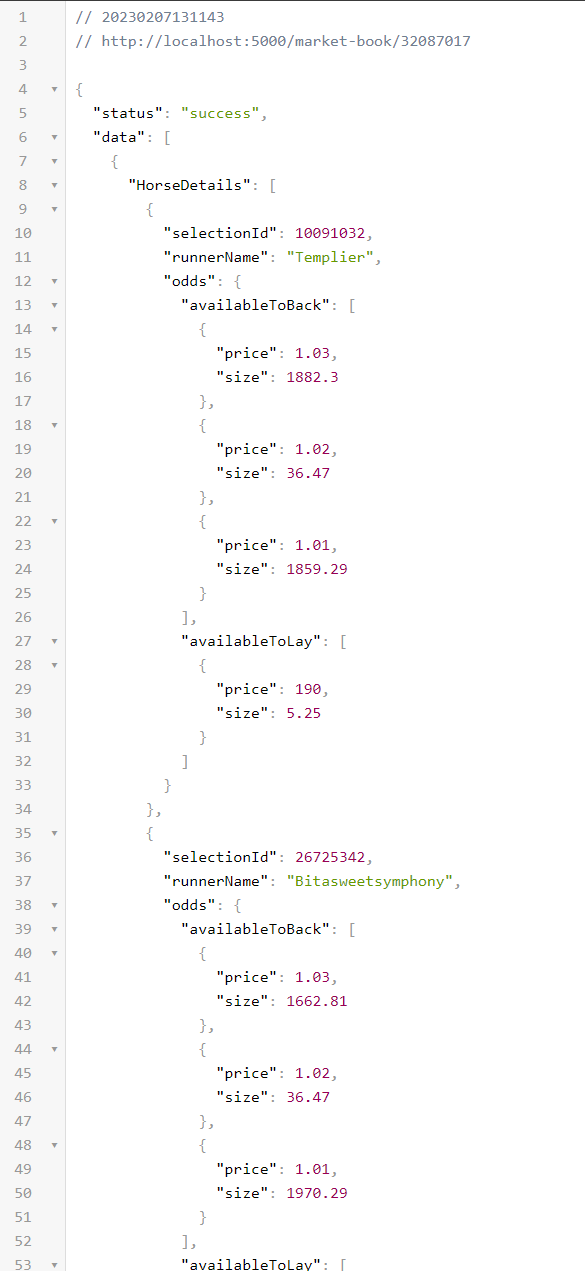 1 // 20230207131143
2 // http://localhost:5000/market-book/32087017
3
4 {
5 "status": "success",
6 "data": [
7 {
8 "HorseDetails": [
9 {
10 "selectionId": 10091032,
11 "runnerName": "Templier",
12 "odds": {
13 "availableToBack": [
14 {
15 "price": 1.03,
16 "size": 1882.3
17 },
18 {
19 "price": 1.02,
20 "size": 36.47
21 },
22 {
23 "price": 1.01,
24 "size": 1859.29
25 }
26 ],
27 "availableToLay": [
28 {
29 "price": 190,
30 "size": 5.25
31 }
32 ]
33 }
34 },
35 {
36 "selectionId": 26725342,
37 "runnerName": "Bitasweetsymphony",
38 "odds": {
39 "availableToBack": [
40 {
41 "price": 1.03,
42 "size": 1662.81
43 },
44 {
45 "price": 1.02,
46 "size": 36.47
47 },
48 {
49 "price": 1.01,
50 "size": 1970.29
51 }
52 ],
53 "availableToLay": [